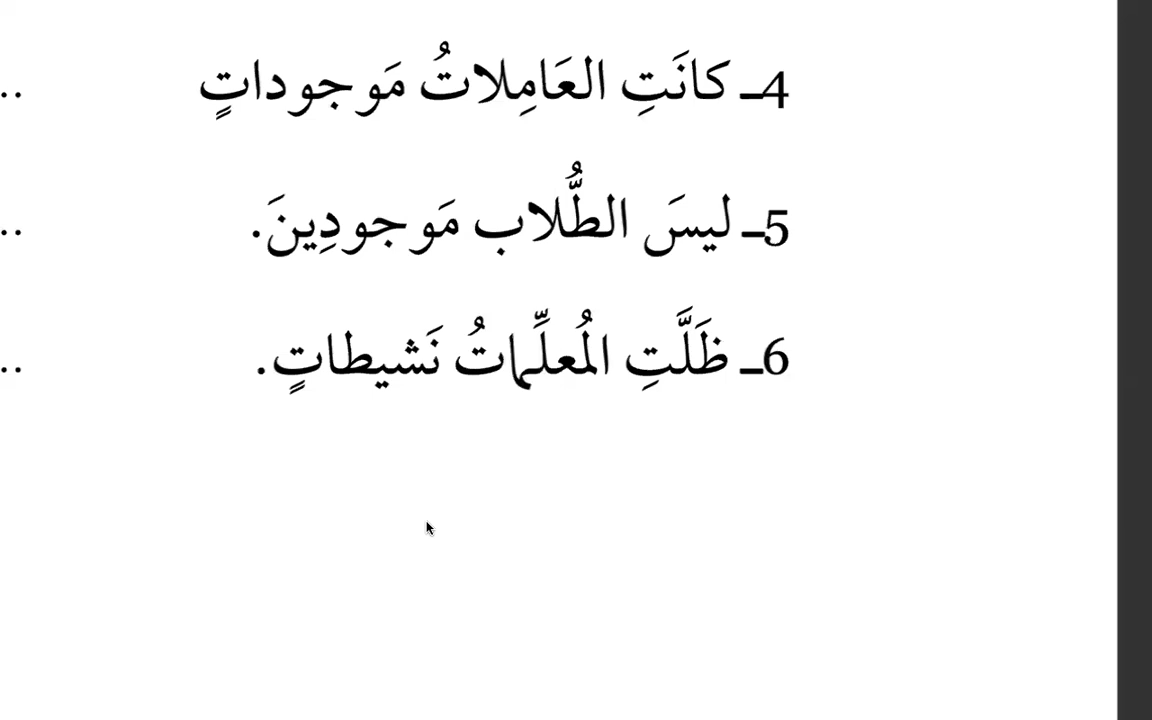 4ـ كانَتِ العَامِلاتُ مَوجوداتٍ ..
5ـ ليسَ الطُّلاب مَوجودِينَ. ..
6ـ ظَلَّتِ المُعلِّماتُ نَشيطاتٍ. ..